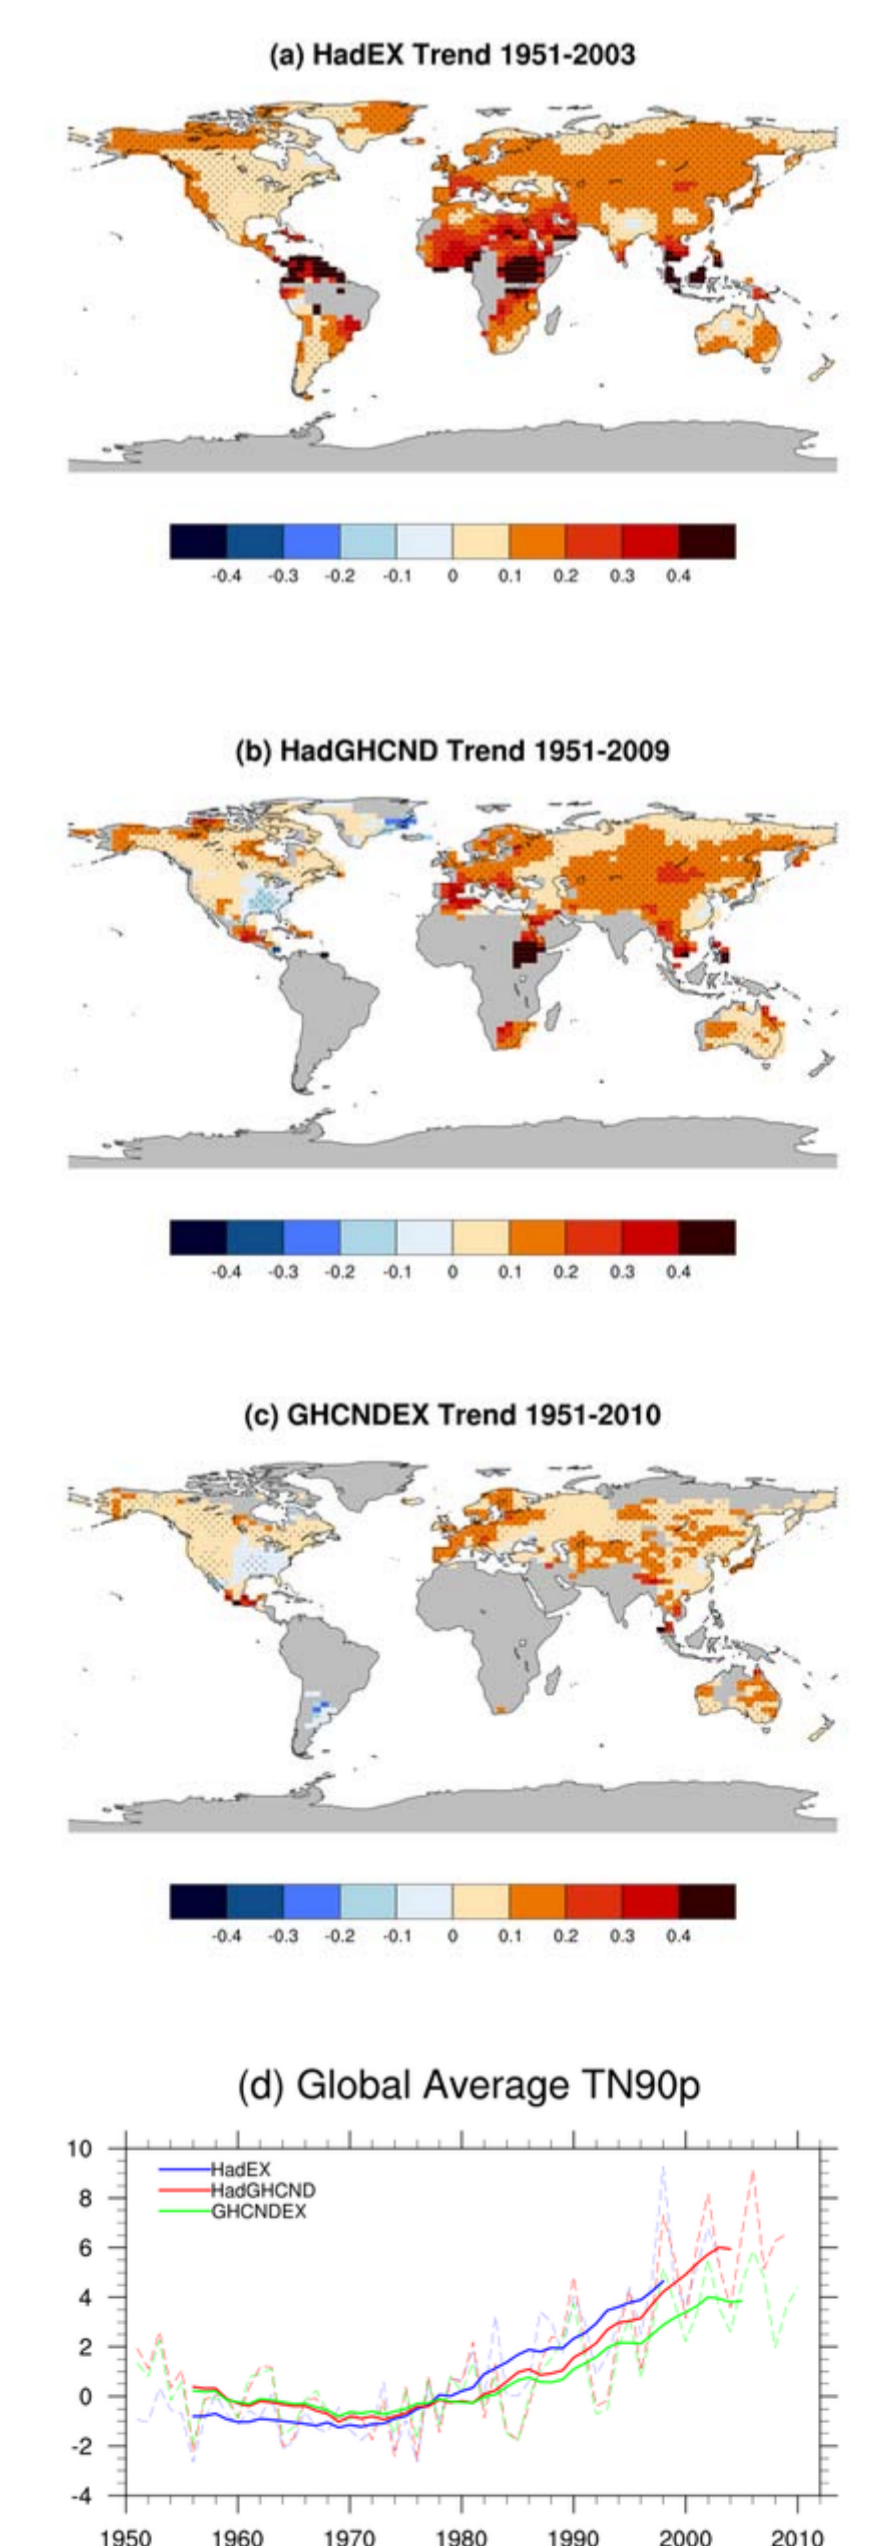 (a) HadEX Trend 1951-2003
-0.4 -0.3 -0.2 -0.1 0 0.1 0.2 0.3 0.4
(b) HadGHCND Trend 1951-2009
-0.4 -0.3 -0.2 -0.1 0 0.1 0.2 0.3 0.4
(c) GHCNDEX Trend 1951-2010
-0.4 -0.3 -0.2 -0.1 0 0.1 0.2 0.3 0.4
(d) Global Average TN90p
10
HadEX
HadGHCND
8
GHCNDEX
6
4
2
0
-2
-4
1950 1960 1970 1980 1990 2000 2010